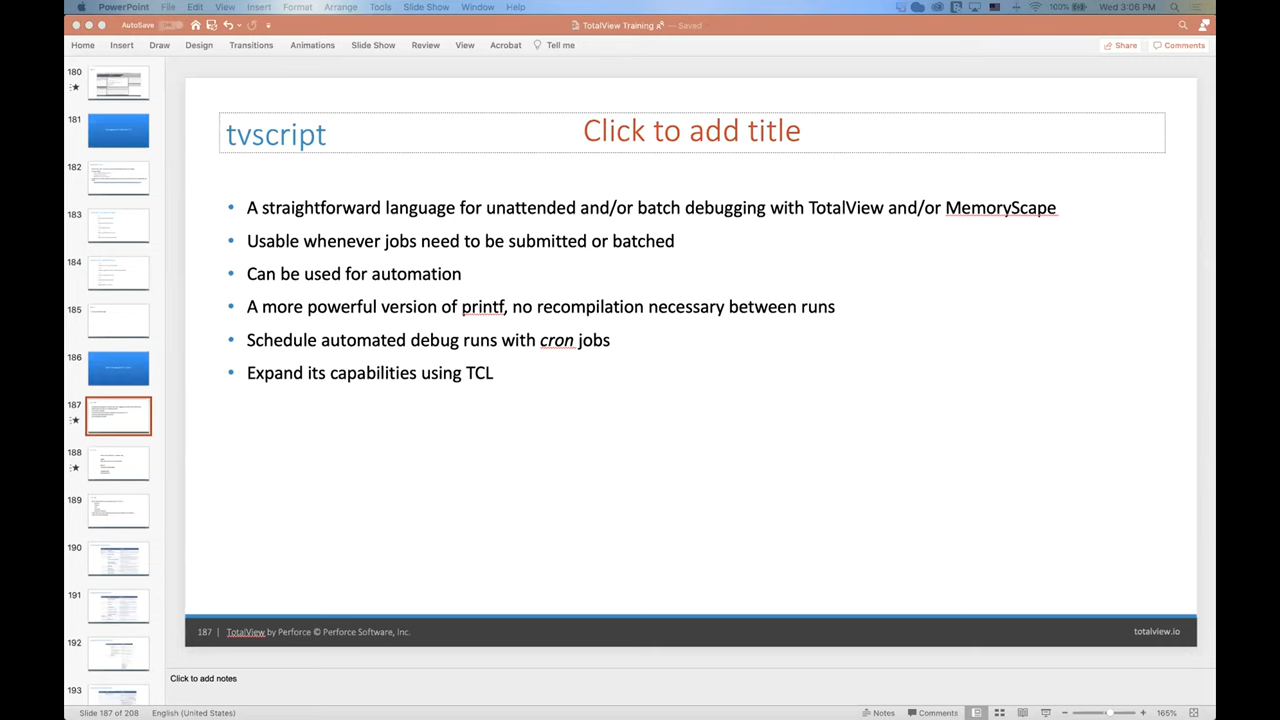 PowerPoint File Edit View Insert Format Arrange Tools Slide Show Window Help 100% Wed 3:06 PM
AutoSave TotalView Training — Saved
Home Insert Draw Design Transitions Animations Slide Show Review View Acrobat Tell me Share Comments
180
181
182
183
184
185
186
187
188
189
190
191
192
193
tvscript
Click to add title
• A straightforward language for unattended and/or batch debugging with TotalView and/or MemoryScape
• Usable whenever jobs need to be submitted or batched
• Can be used for automation
• A more powerful version of printf, no recompilation necessary between runs
• Schedule automated debug runs with cron jobs
• Expand its capabilities using TCL
187 | TotalView by Perforce © Perforce Software, Inc. totalview.io
Click to add notes
Slide 187 of 208 English (United States) Notes Comments 165%